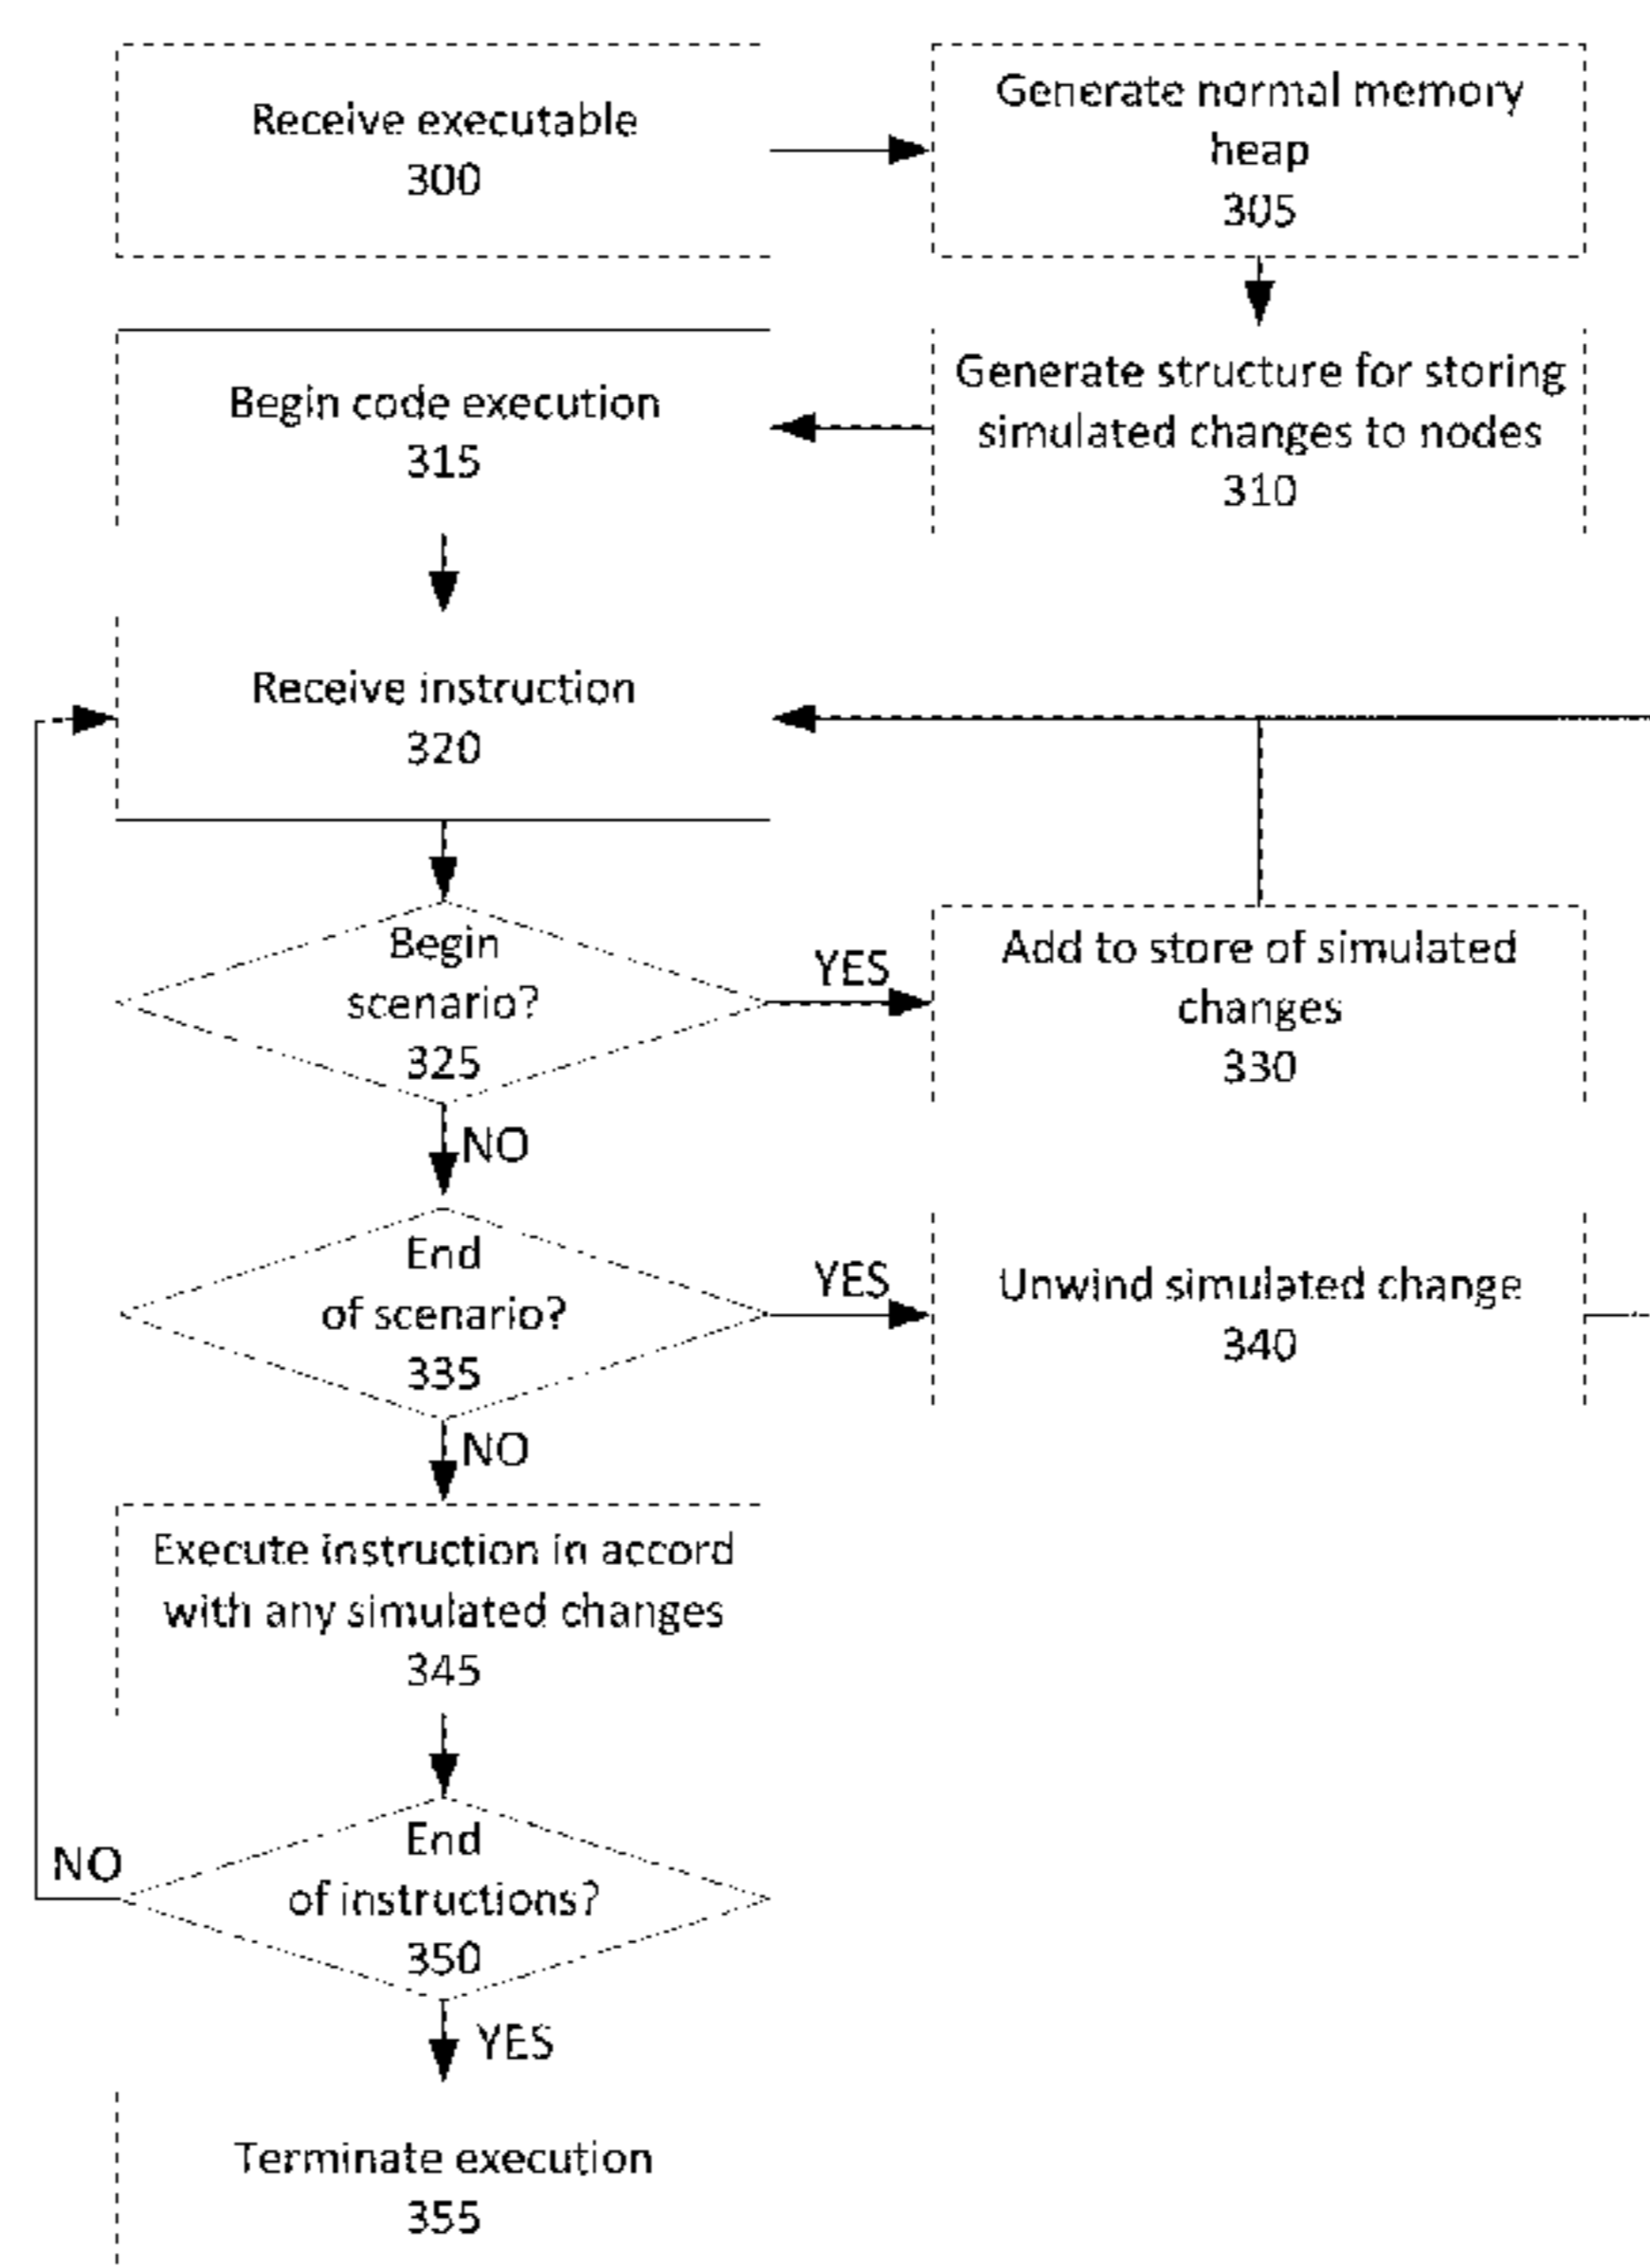 Receive executable
300
Generate normal memory
heap
305
Generate structure for storing
simulated changes to nodes
310
Begin code execution
315
Receive instruction
320
Begin
scenario?
325
YES
Add to store of simulated
changes
330
NO
End
of scenario?
335
YES
Unwind simulated change
340
NO
Execute instruction in accord
with any simulated changes
345
End
of instructions?
350
NO
YES
Terminate execution
355